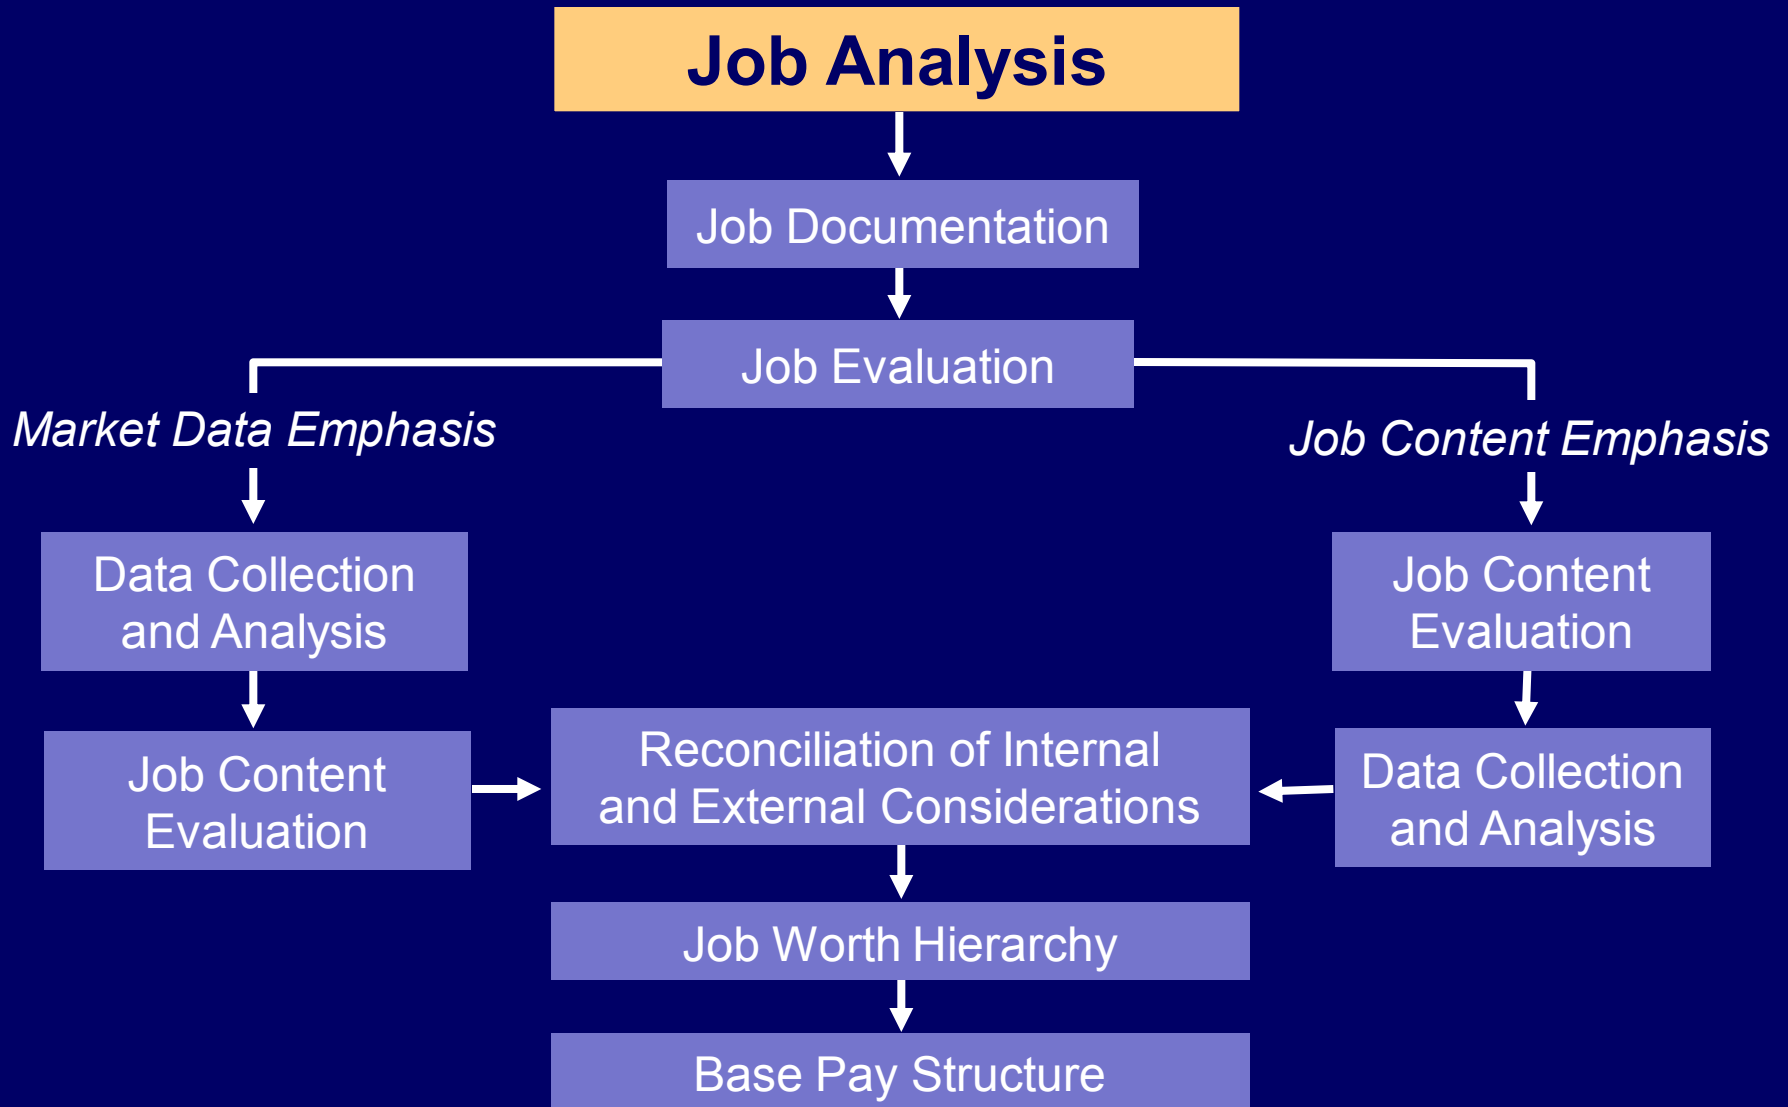 Job Analysis
Job Documentation
Job Evaluation
Market Data Emphasis
Job Content Emphasis
Data Collection
and Analysis
Job Content
Evaluation
Job Content
Evaluation
Reconciliation of Internal
and External Considerations
Data Collection
and Analysis
Job Worth Hierarchy
Base Pay Structure